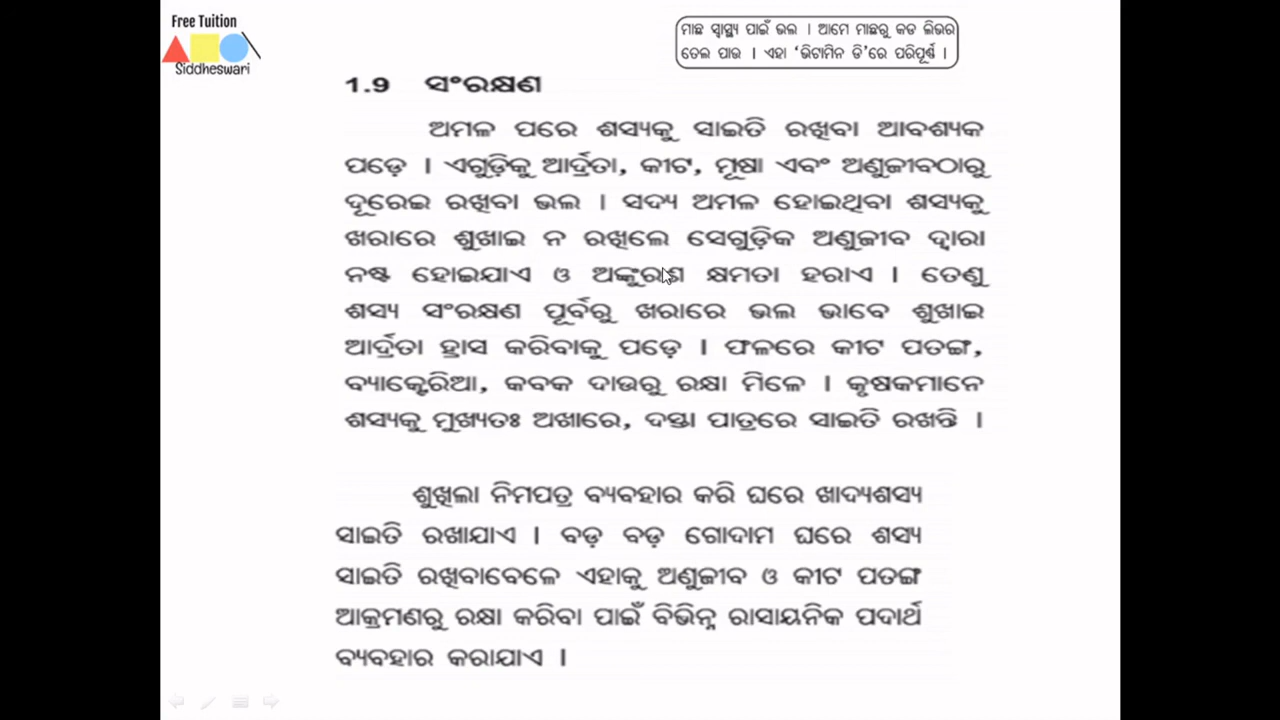 Free Tuition
Siddheswari
ମାଛ ସ୍ୱାସ୍ଥ୍ୟ ପାଇଁ ଭଲ । ଆମେ ମାଛରୁ କଡ ଲିଭର
ତେଲ ପାଉ । ଏହା ‘ଭିଟାମିନ ଡି’ରେ ପରିପୂର୍ଣ୍ଣ ।
1.9 ସଂରକ୍ଷଣ
ଅମଳ ପରେ ଶସ୍ୟକୁ ସାଇତି ରଖିବା ଆବଶ୍ୟକ
ପଡ଼େ । ଏଗୁଡ଼ିକୁ ଆର୍ଦ୍ରତା, କୀଟ, ମୂଷା ଏବଂ ଅଣୁଜୀବଠାରୁ
ଦୂରେଇ ରଖିବା ଭଲ । ସଦ୍ୟ ଅମଳ ହୋଇଥିବା ଶସ୍ୟକୁ
ଖରାରେ ଶୁଖାଇ ନ ରଖିଲେ ସେଗୁଡ଼ିକ ଅଣୁଜୀବ ଦ୍ୱାରା
ନଷ୍ଟ ହୋଇଯାଏ ଓ ଅଙ୍କୁରଣ କ୍ଷମତା ହରାଏ । ତେଣୁ
ଶସ୍ୟ ସଂରକ୍ଷଣ ପୂର୍ବରୁ ଖରାରେ ଭଲ ଭାବେ ଶୁଖାଇ
ଆର୍ଦ୍ରତା ହ୍ରାସ କରିବାକୁ ପଡ଼େ । ଫଳରେ କୀଟ ପତଙ୍ଗ,
ବ୍ୟାକ୍ଟେରିଆ, କବକ ଦାଉରୁ ରକ୍ଷା ମିଳେ । କୃଷକମାନେ
ଶସ୍ୟକୁ ମୁଖ୍ୟତଃ ଅଖାରେ, ଦସ୍ତା ପାତ୍ରରେ ସାଇତି ରଖନ୍ତି ।
ଶୁଖିଲା ନିମପତ୍ର ବ୍ୟବହାର କରି ଘରେ ଖାଦ୍ୟଶସ୍ୟ
ସାଇତି ରଖାଯାଏ । ବଡ଼ ବଡ଼ ଗୋଦାମ ଘରେ ଶସ୍ୟ
ସାଇତି ରଖିବାବେଳେ ଏହାକୁ ଅଣୁଜୀବ ଓ କୀଟ ପତଙ୍ଗ
ଆକ୍ରମଣରୁ ରକ୍ଷା କରିବା ପାଇଁ ବିଭିନ୍ନ ରାସାୟନିକ ପଦାର୍ଥ
ବ୍ୟବହାର କରାଯାଏ ।